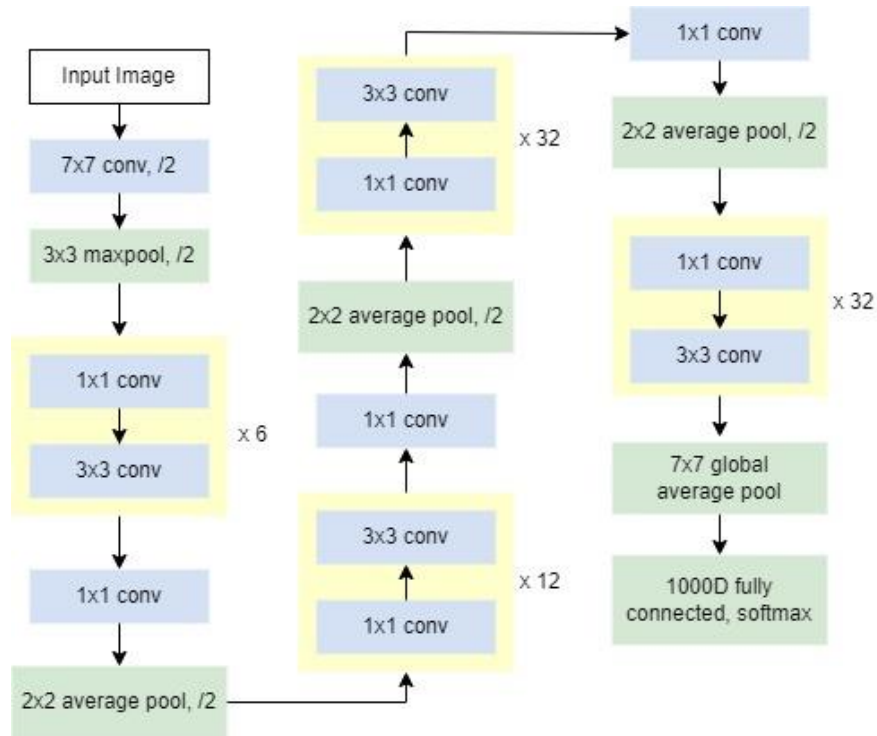 Input Image
7x7 conv, /2
3x3 maxpool, /2
1x1 conv
3x3 conv
x 6
1x1 conv
2x2 average pool, /2
1x1 conv
3x3 conv
x 12
1x1 conv
2x2 average pool, /2
1x1 conv
3x3 conv
x 32
1x1 conv
2x2 average pool, /2
1x1 conv
3x3 conv
x 32
7x7 global
average pool
1000D fully
connected, softmax